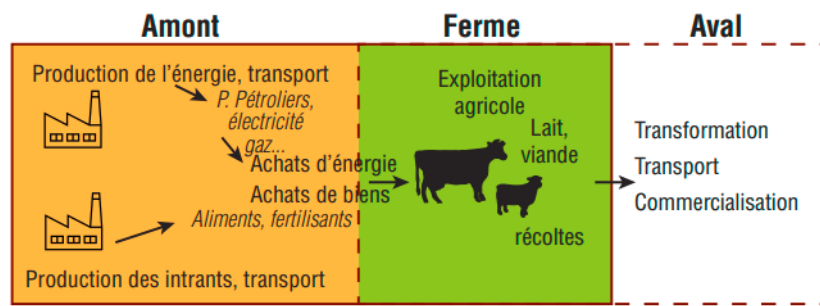 Amont
Ferme
Aval
Production de l'énergie, transport
P. Pétroliers,
électricité
gaz...
Achats d'énergie
Achats de biens
Aliments, fertilisants
Production des intrants, transport
Exploitation
agricole
Lait,
viande
récoltes
Transformation
Transport
Commercialisation